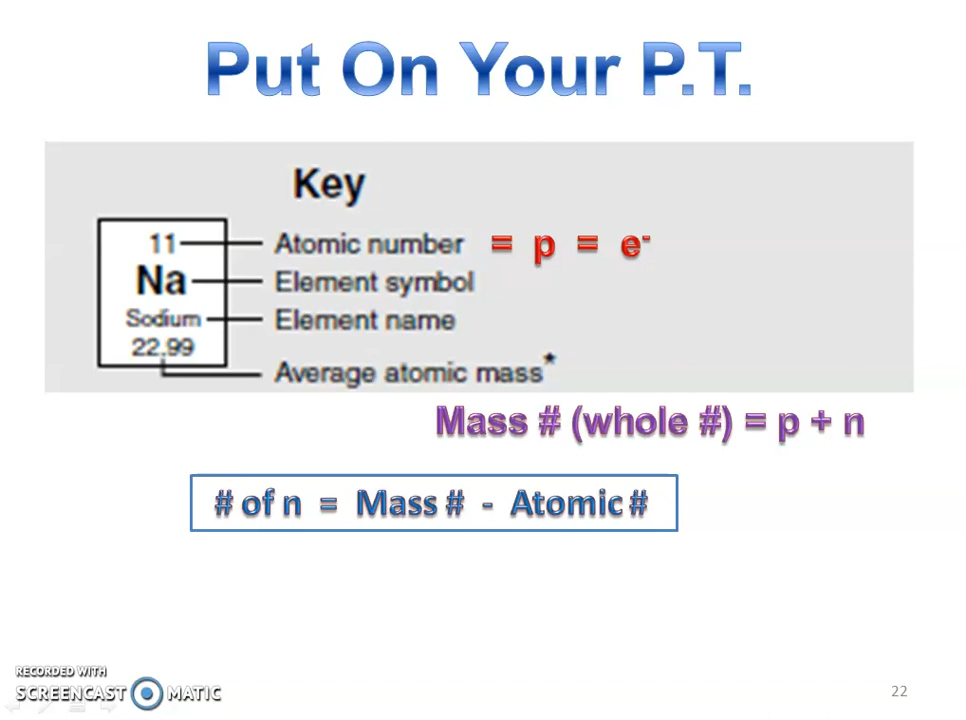 Put On Your P.T.
Key
11 Atomic number = p = e-
Na Element symbol
Sodium Element name
22.99
Average atomic mass*
Mass # (whole #) = p + n
# of n = Mass # - Atomic #
RECORDED WITH
SCREENCAST MATIC
22